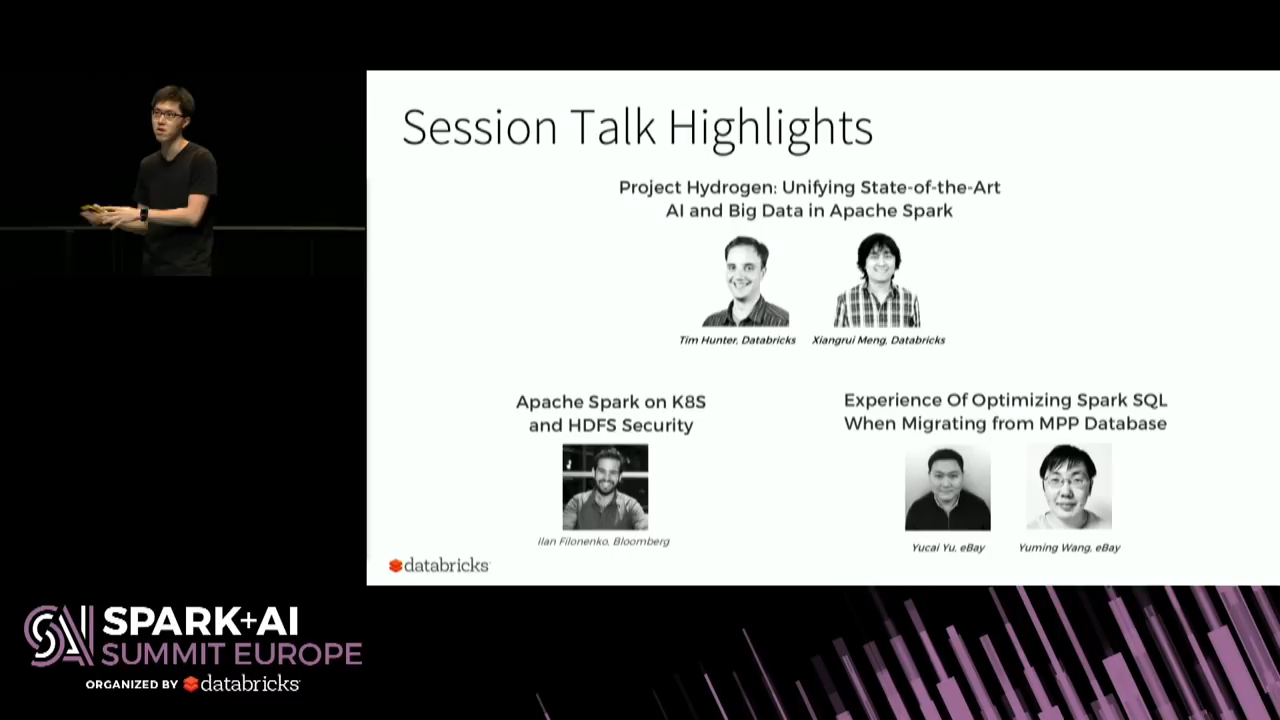 Session Talk Highlights
Project Hydrogen: Unifying State-of-the-Art
AI and Big Data in Apache Spark
Tim Hunter, Databricks
Xiangrui Meng, Databricks
Apache Spark on K8S
and HDFS Security
Ilan Filonenko, Bloomberg
Experience Of Optimizing Spark SQL
When Migrating from MPP Database
Yucai Yu, eBay
Yuming Wang, eBay
databricks
SAI
SPARK+AI
SUMMIT EUROPE
ORGANIZED BY databricks